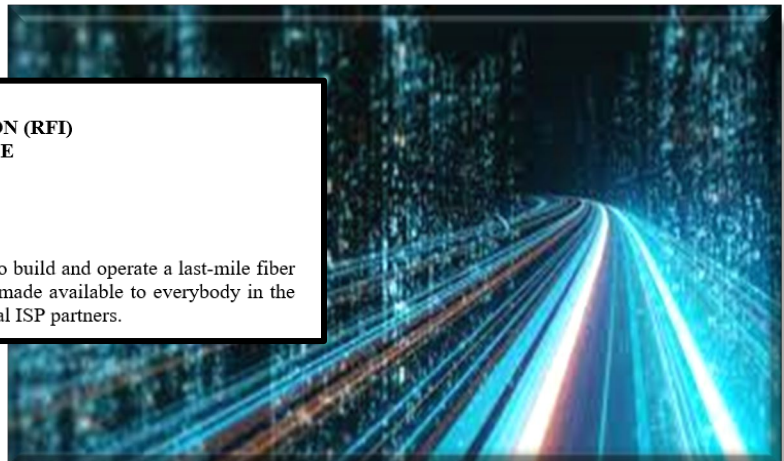 ON (RFI)
E
o build and operate a last-mile fiber
made available to everybody in the
al ISP partners.